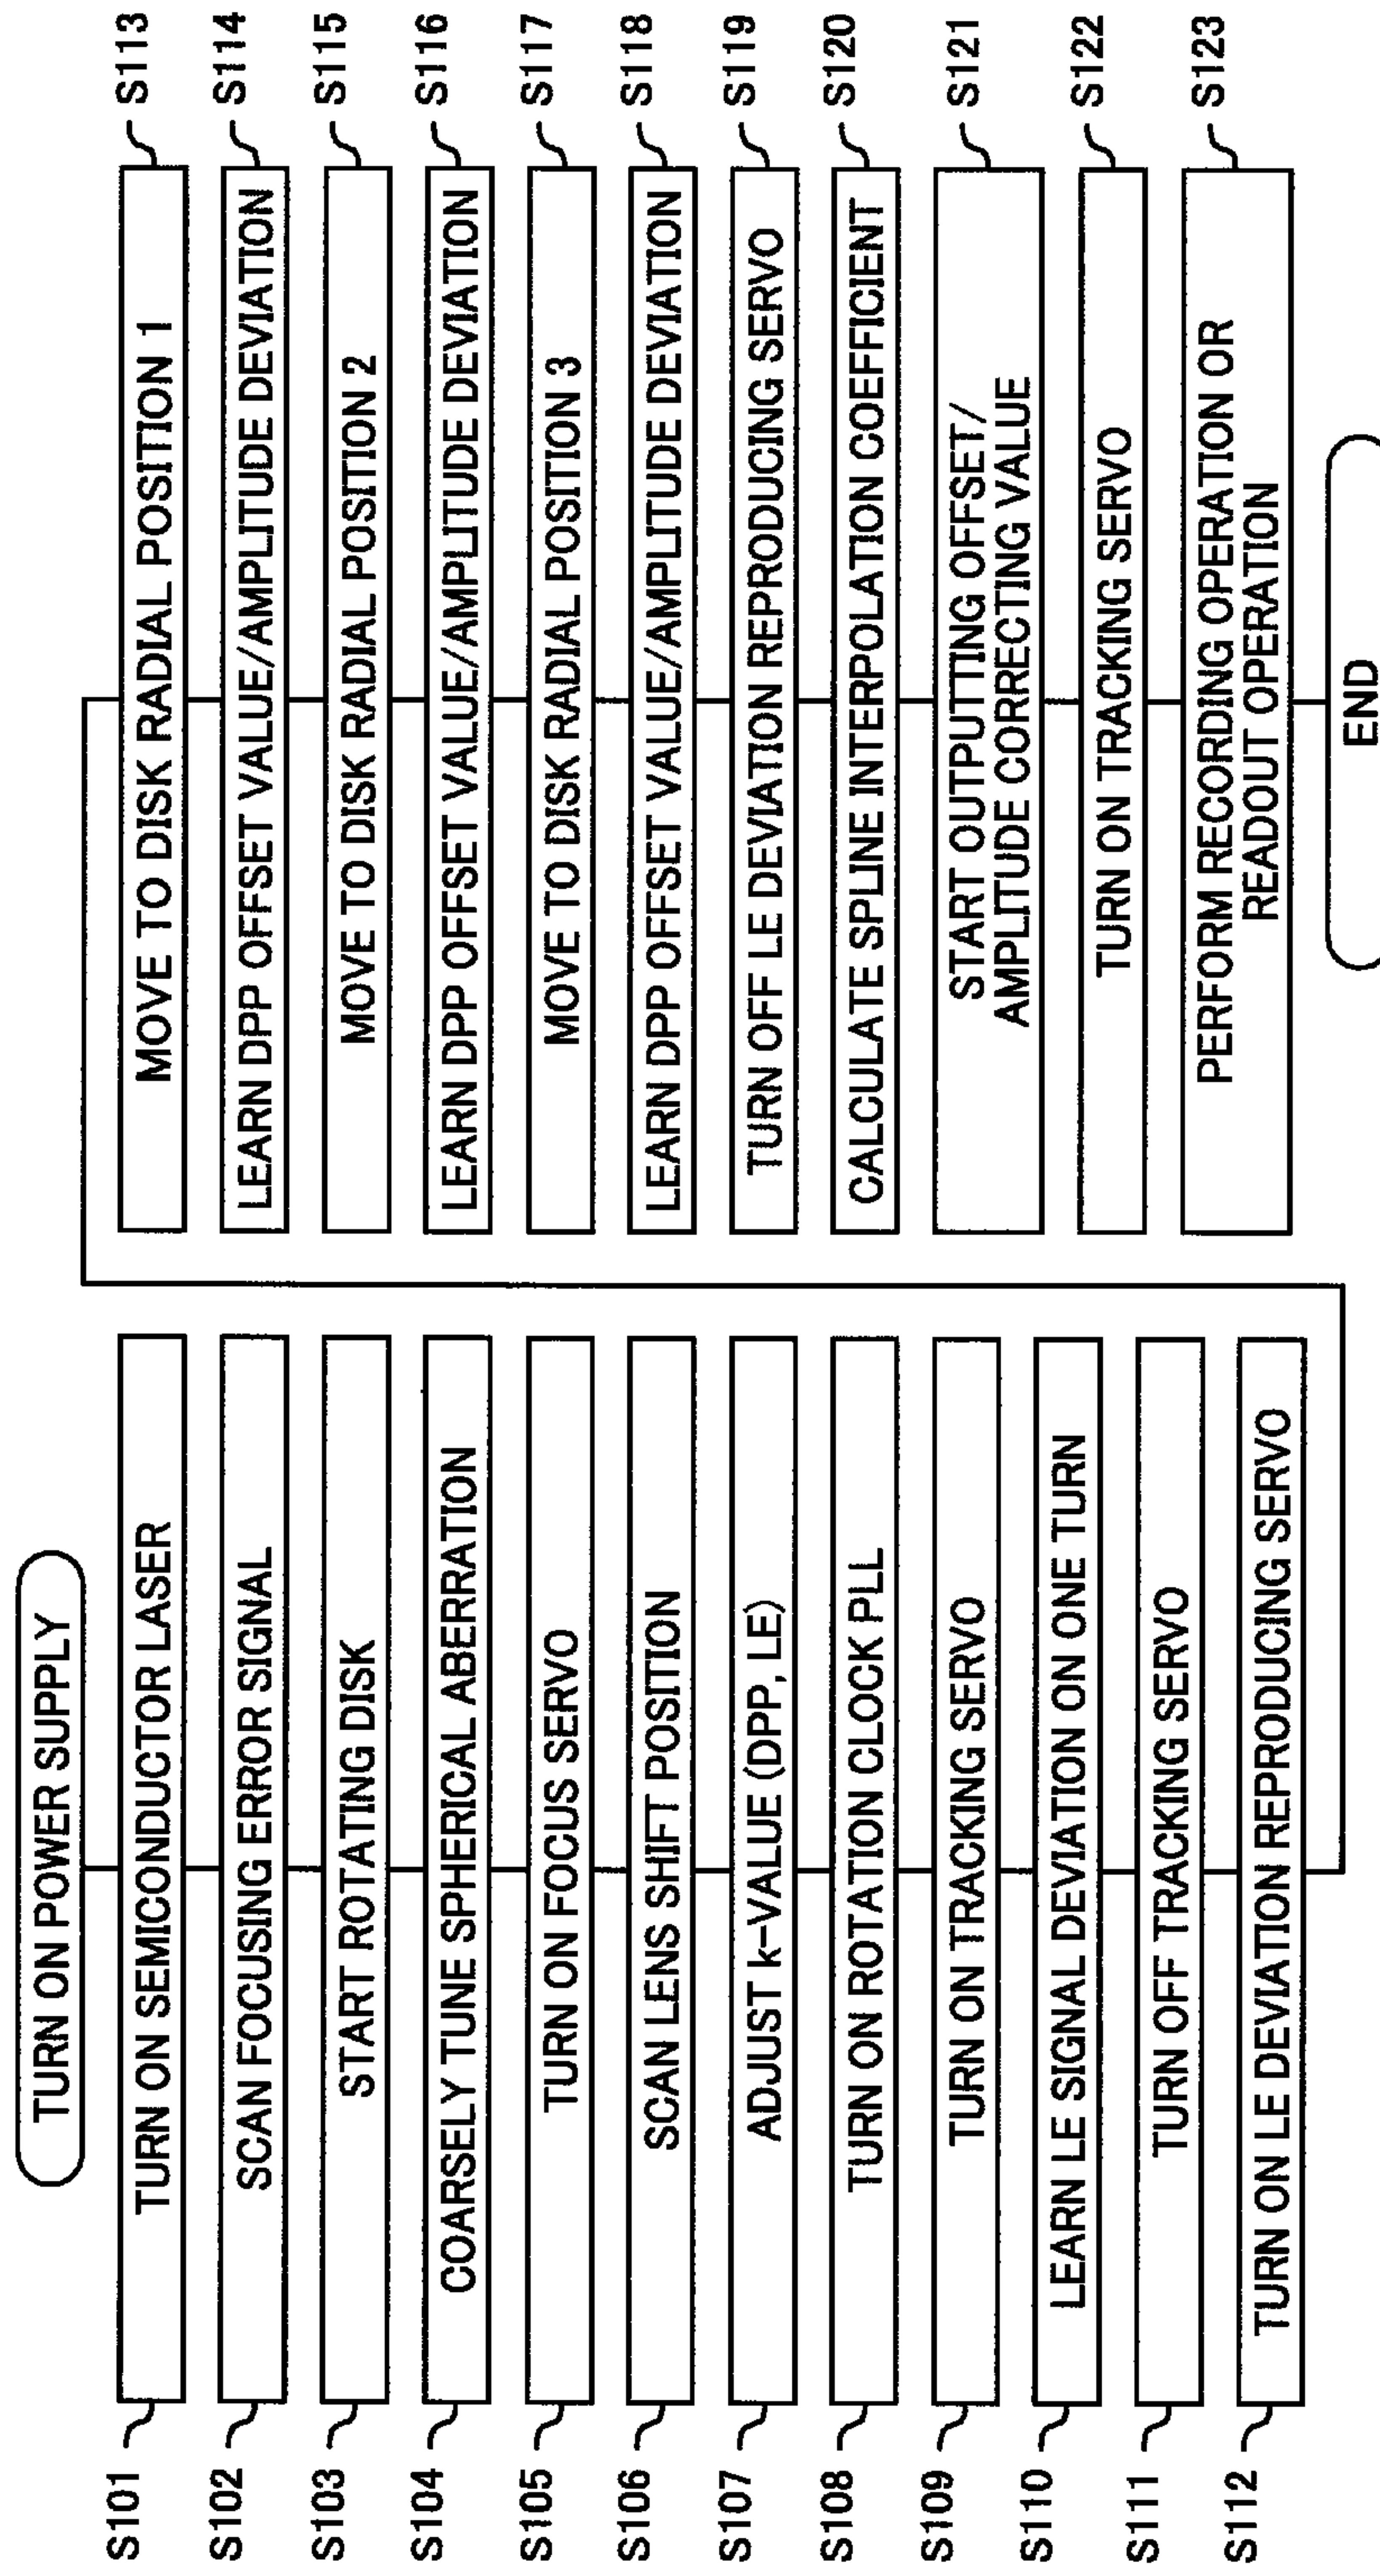 TURN ON POWER SUPPLY
S101
TURN ON SEMICONDUCTOR LASER
S102
SCAN FOCUSING ERROR SIGNAL
S103
START ROTATING DISK
S104
COARSELY TUNE SPHERICAL ABERRATION
S105
TURN ON FOCUS SERVO
S106
SCAN LENS SHIFT POSITION
S107
ADJUST k-VALUE (DPP, LE)
S108
TURN ON ROTATION CLOCK PLL
S109
TURN ON TRACKING SERVO
S110
LEARN LE SIGNAL DEVIATION ON ONE TURN
S111
TURN OFF TRACKING SERVO
S112
TURN ON LE DEVIATION REPRODUCING SERVO
MOVE TO DISK RADIAL POSITION 1
S113
LEARN DPP OFFSET VALUE/AMPLITUDE DEVIATION
S114
MOVE TO DISK RADIAL POSITION 2
S115
LEARN DPP OFFSET VALUE/AMPLITUDE DEVIATION
S116
MOVE TO DISK RADIAL POSITION 3
S117
LEARN DPP OFFSET VALUE/AMPLITUDE DEVIATION
S118
TURN OFF LE DEVIATION REPRODUCING SERVO
S119
CALCULATE SPLINE INTERPOLATION COEFFICIENT
S120
START OUTPUTTING OFFSET/
AMPLITUDE CORRECTING VALUE
S121
TURN ON TRACKING SERVO
S122
PERFORM RECORDING OPERATION OR
READOUT OPERATION
S123
END